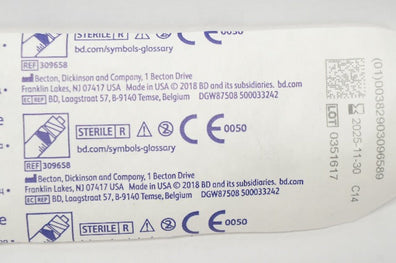 STERILE R CE 0050
bd.com/symbols-glossary
REF 309658
Becton, Dickinson and Company, 1 Becton Drive
Franklin Lakes, NJ 07417 USA Made in USA © 2018 BD and its subsidiaries. bd.com
EC REP BD, Laagstraat 57, B-9140 Temse, Belgium DGW87508 500033242
STERILE R CE 0050
REF 309658
Becton, Dickinson and Company, 1 Becton Drive
Franklin Lakes, NJ 07417 USA Made in USA © 2018 BD and its subsidiaries. bd.com
EC REP BD, Laagstraat 57, B-9140 Temse, Belgium DGW87508 500033242
STERILE R CE 0050
bd.com/symbols-glossary
(01)00382903096589
2025-11-30 C14
LOT 0351617